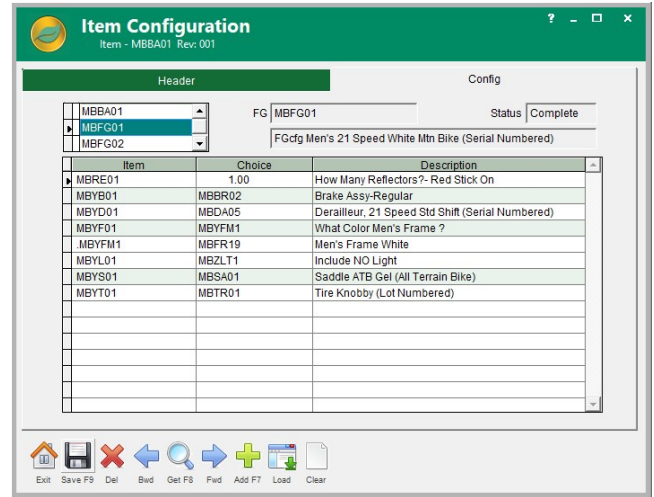 Item Configuration
? – □ ×
Item - MBBA01 Rev: 001
Header Config
MBBA01
MBFG01
MBFG02
FG MBFG01 Status Complete
FGcfg Men's 21 Speed White Mtn Bike (Serial Numbered)
Item Choice Description
MBRE01 1.00 How Many Reflectors?- Red Stick On
MBYB01 MBBR02 Brake Assy-Regular
MBYD01 MBDA05 Derailleur, 21 Speed Std Shift (Serial Numbered)
MBYF01 MBYFM1 What Color Men's Frame ?
.MBYFM1 MBFR19 Men's Frame White
MBYL01 MBZLT1 Include NO Light
MBYS01 MBSA01 Saddle ATB Gel (All Terrain Bike)
MBYT01 MBTR01 Tire Knobby (Lot Numbered)
Exit Save F9 Del Bwd Get F8 Fwd Add F7 Load Clear